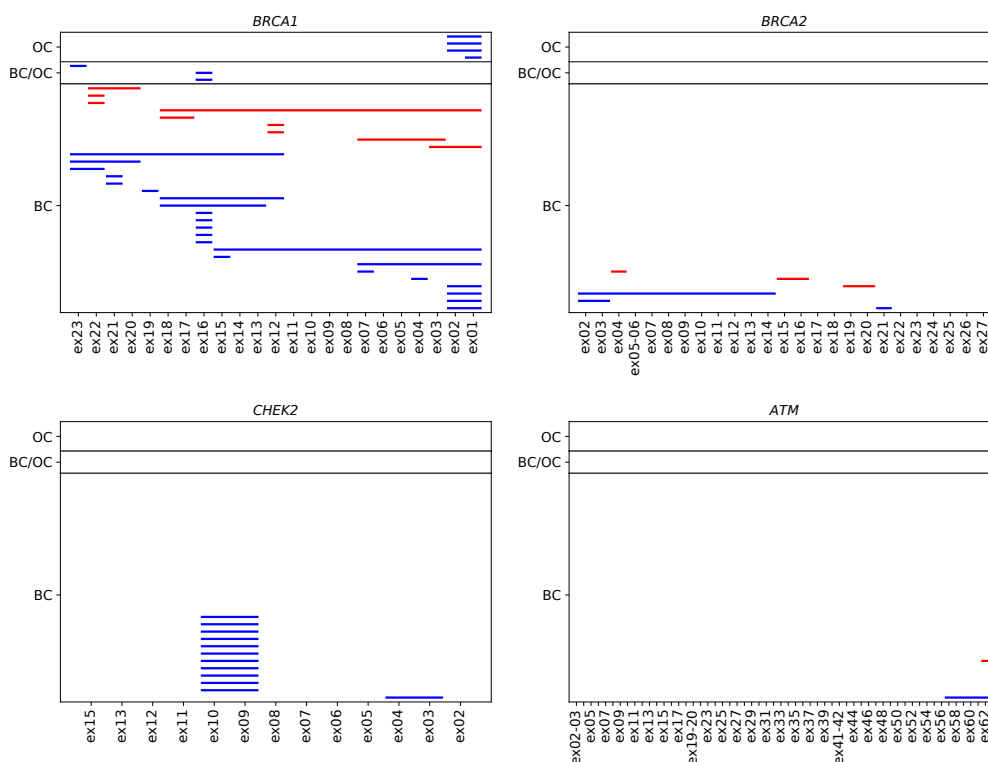 BRCA1
OC
BC/OC
BC
ex23
ex22
ex21
ex20
ex19
ex18
ex17
ex16
ex15
ex14
ex13
ex12
ex11
ex10
ex09
ex08
ex07
ex06
ex05
ex04
ex03
ex02
ex01
BRCA2
OC
BC/OC
BC
ex02
ex03
ex04
ex05-06
ex07
ex08
ex09
ex10
ex11
ex12
ex13
ex14
ex15
ex16
ex17
ex18
ex19
ex20
ex21
ex22
ex23
ex24
ex25
ex26
ex27
CHEK2
OC
BC/OC
BC
ex15
ex13
ex12
ex11
ex10
ex09
ex08
ex07
ex06
ex05
ex04
ex03
ex02
ATM
OC
BC/OC
BC
ex02-03
ex05
ex07
ex09
ex11
ex13
ex15
ex17
ex19-20
ex23
ex25
ex27
ex29
ex31
ex33
ex35
ex37
ex39
ex41-42
ex44
ex46
ex48
ex50
ex52
ex54
ex56
ex58
ex60
ex62